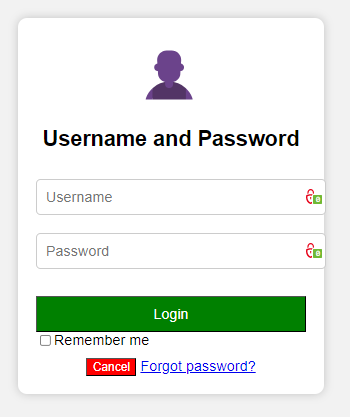 Username and Password
Username
Password
Login
Remember me
Cancel Forgot password?